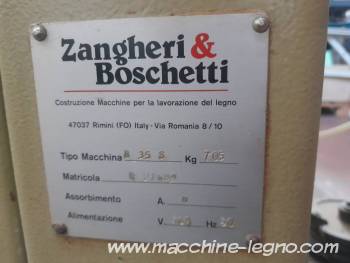 Zangheri &
Boschetti
Costruzione Macchine per la lavorazione del legno
47037 Rimini (FO) Italy - Via Romania 8/10
Tipo Macchina 35 S Kg 705
Matricola
Assorbimento A.
Alimentazione V. Hz
www.macchine-legno.com